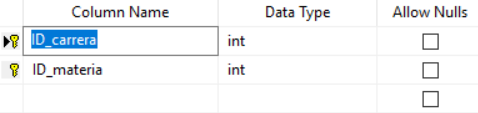 Column Name Data Type Allow Nulls
ID_carrera int
ID_materia int